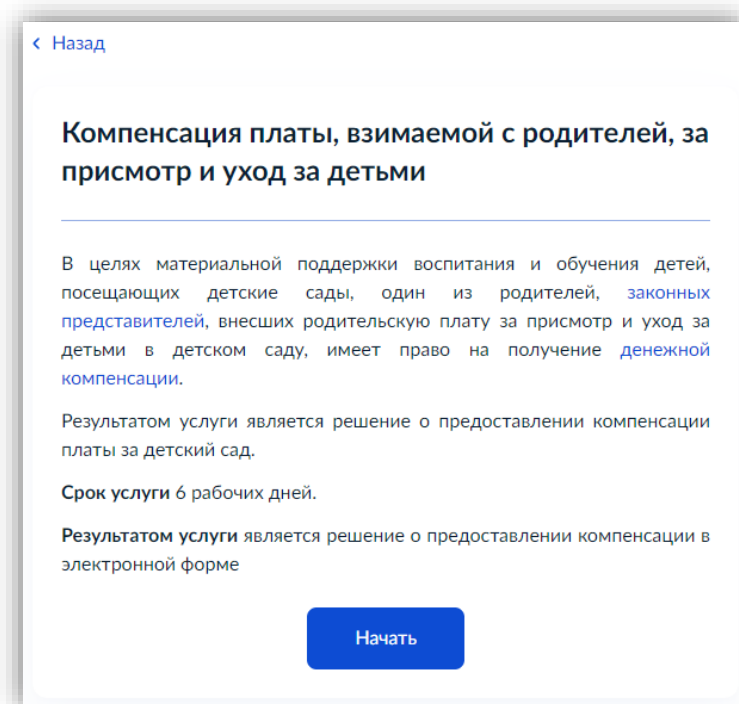 Назад
Компенсация платы, взимаемой с родителей, за
присмотр и уход за детьми
В целях материальной поддержки воспитания и обучения детей,
посещающих детские сады, один из родителей, законных
представителей, внесших родительскую плату за присмотр и уход за
детьми в детском саду, имеет право на получение денежной
компенсации.
Результатом услуги является решение о предоставлении компенсации
платы за детский сад.
Срок услуги 6 рабочих дней.
Результатом услуги является решение о предоставлении компенсации в
электронной форме
Начать